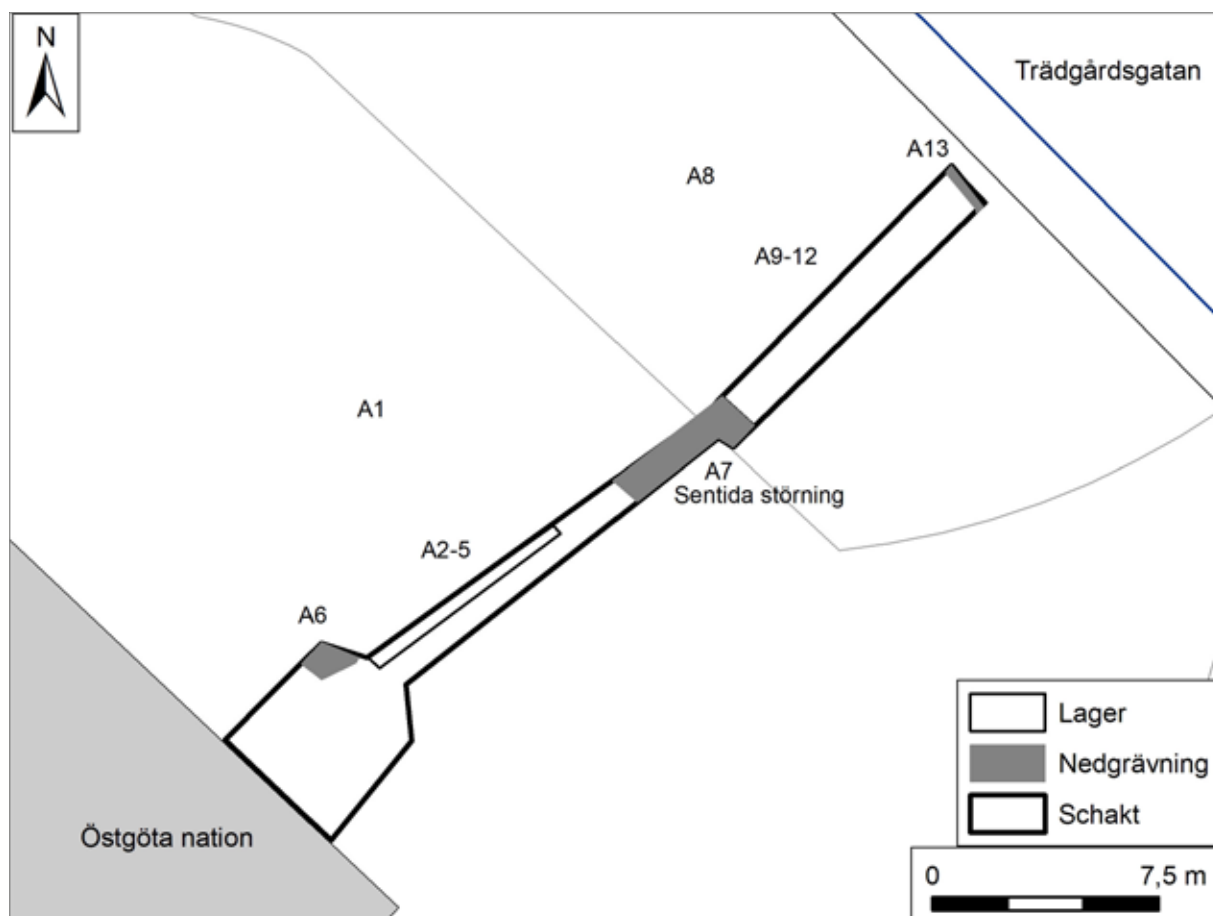 N
Trädgårdsgatan
A13
A8
A9-12
A1
A7
Sentida störning
A2-5
A6
Östgöta nation
Lager
Nedgrävning
Schakt
0 7,5 m